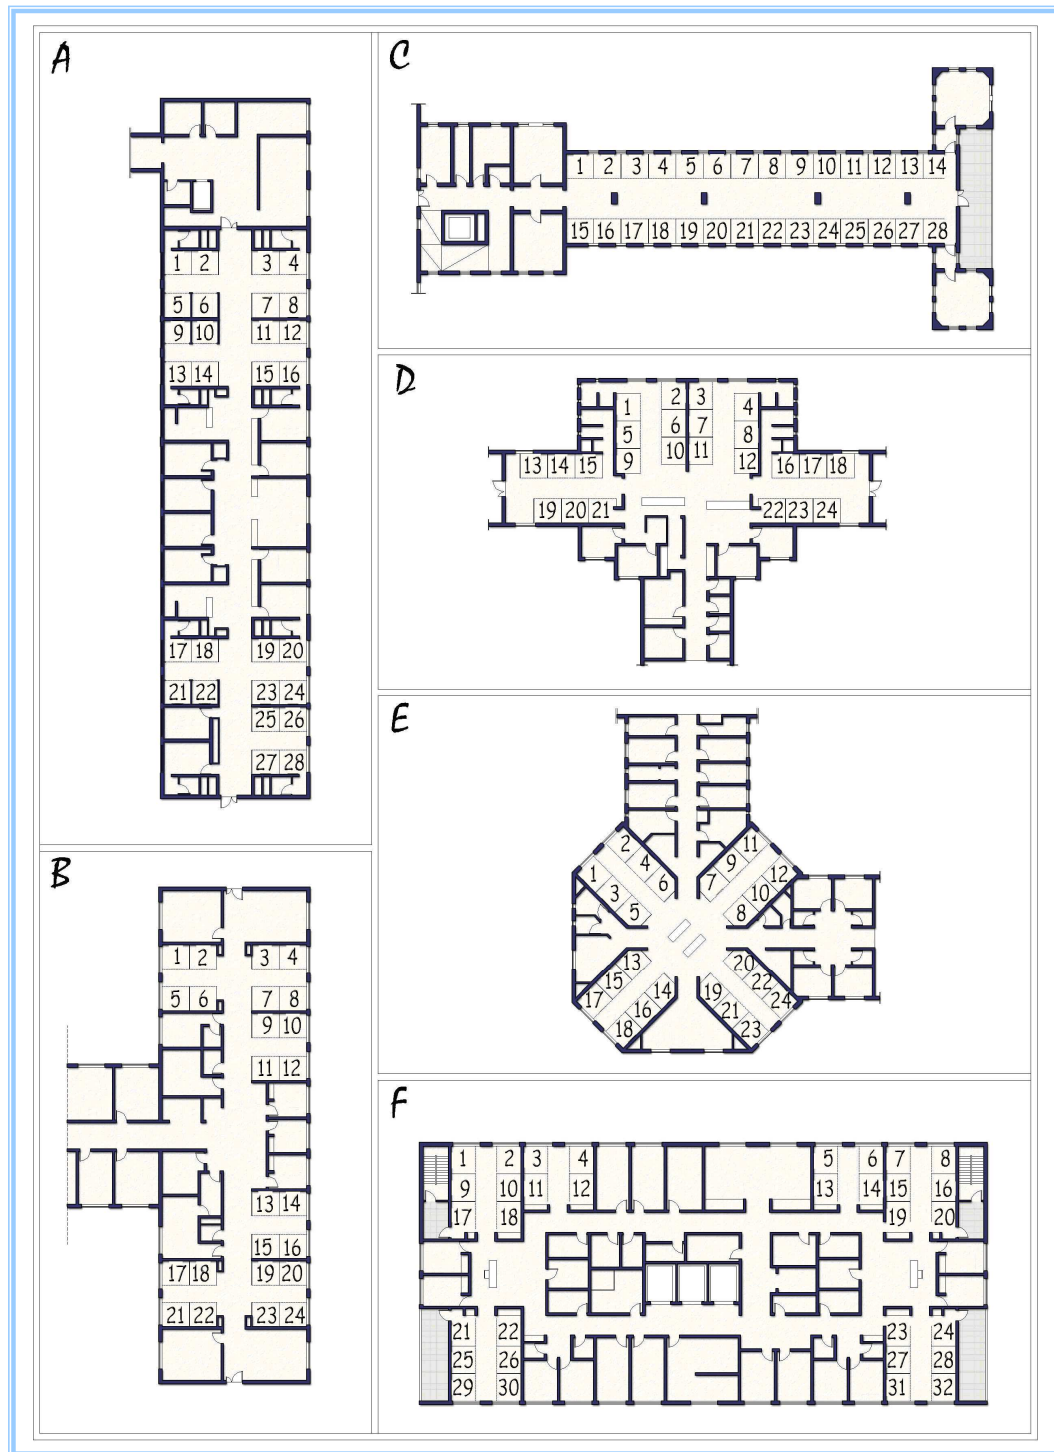 A
1 2 3 4
5 6 7 8
9 10 11 12
13 14 15 16
17 18 19 20
21 22 23 24
25 26
27 28
B
1 2 3 4
5 6 7 8
9 10
11 12
13 14
15 16
17 18 19 20
21 22 23 24
C
1 2 3 4 5 6 7 8 9 10 11 12 13 14
15 16 17 18 19 20 21 22 23 24 25 26 27 28
D
1 2 3 4
5 6 7 8
9 10 11 12
13 14 15 16 17 18
19 20 21 22 23 24
E
2 11
1 4 9 12
3 6 7 10
5 8
13 20
15 14 19 22
17 16 21 24
18 23
F
1 2 3 4 5 6 7 8
9 10 11 12 13 14 15 16
17 18 19 20
21 22 23 24
25 26 27 28
29 30 31 32